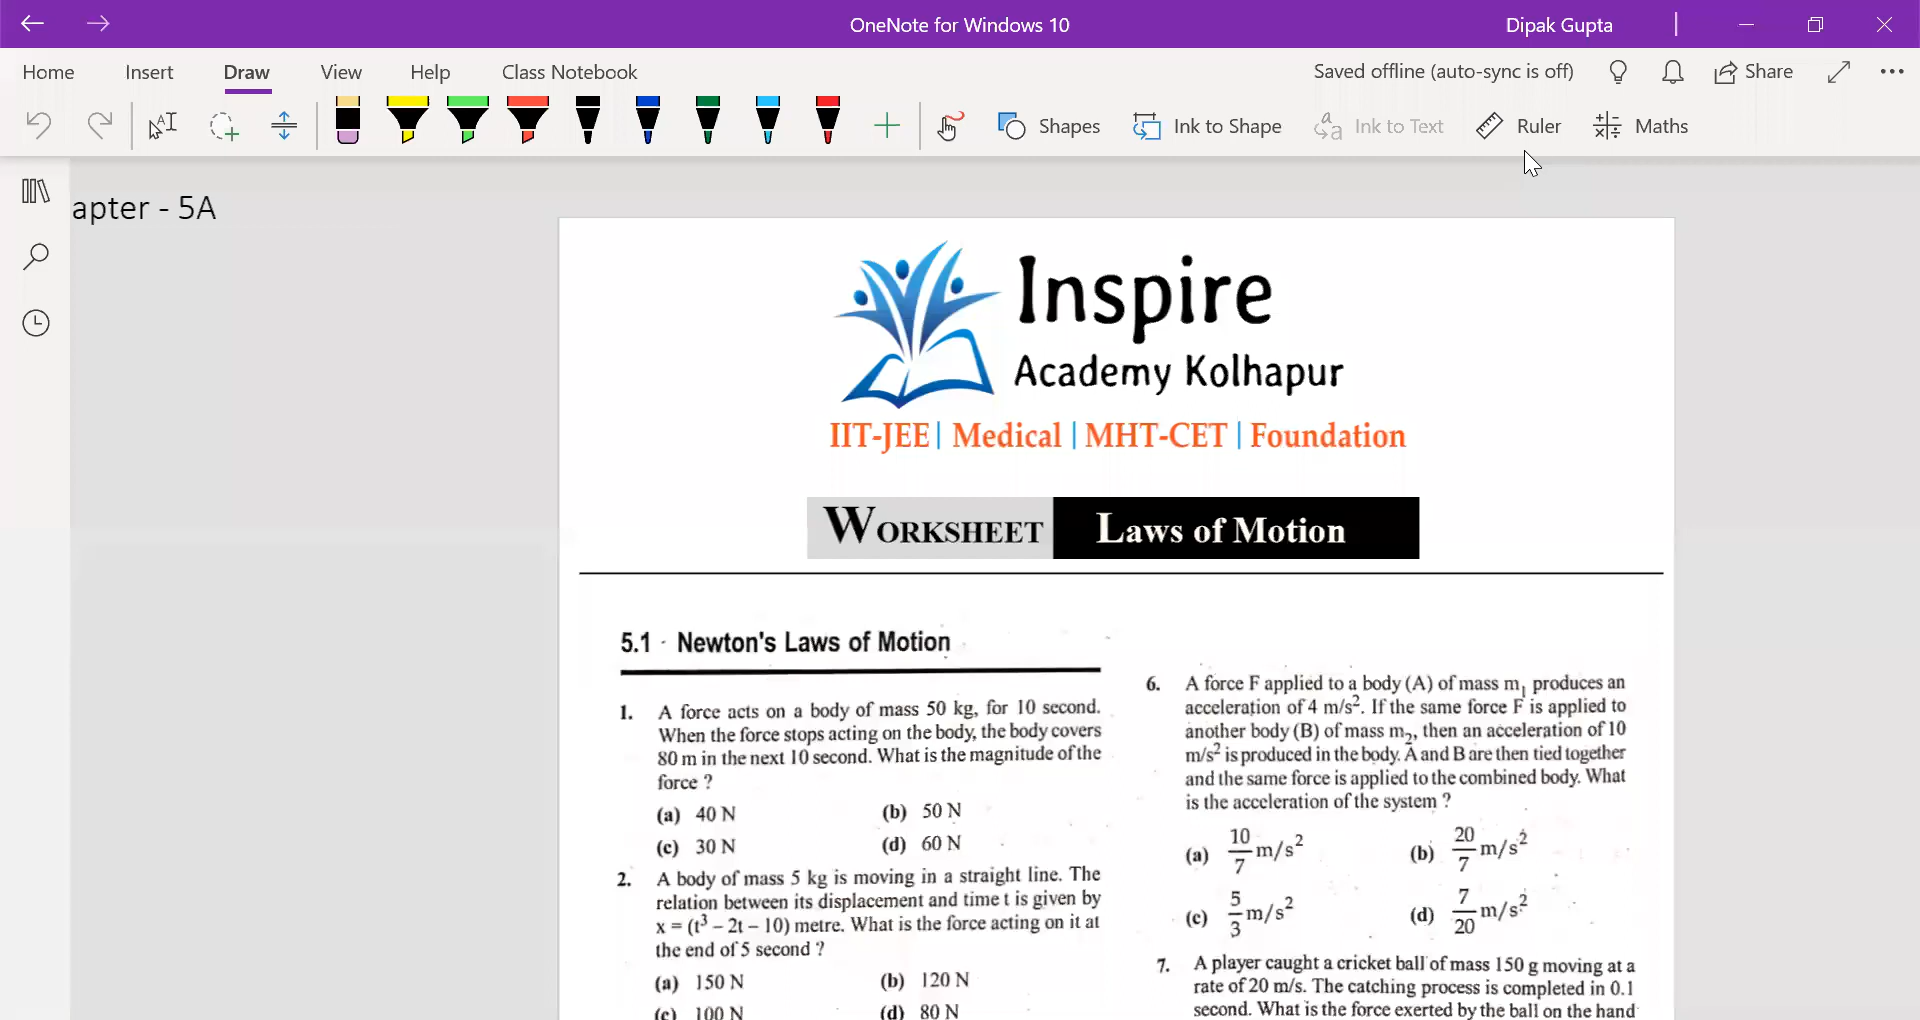 OneNote for Windows 10
Dipak Gupta
Home Insert Draw View Help Class Notebook
Saved offline (auto-sync is off) Share
Shapes Ink to Shape Ink to Text Ruler Maths
apter - 5A
Inspire
Academy Kolhapur
IIT-JEE | Medical | MHT-CET | Foundation
WORKSHEET Laws of Motion
5.1 · Newton's Laws of Motion
1. A force acts on a body of mass 50 kg, for 10 second.
When the force stops acting on the body, the body covers
80 m in the next 10 second. What is the magnitude of the
force ?
(a) 40 N (b) 50 N
(c) 30 N (d) 60 N
2. A body of mass 5 kg is moving in a straight line. The
relation between its displacement and time t is given by
x = (t³ – 2t – 10) metre. What is the force acting on it at
the end of 5 second ?
(a) 150 N (b) 120 N
(c) 100 N (d) 80 N
6. A force F applied to a body (A) of mass m₁ produces an
acceleration of 4 m/s². If the same force F is applied to
another body (B) of mass m₂, then an acceleration of 10
m/s² is produced in the body. A and B are then tied together
and the same force is applied to the combined body. What
is the acceleration of the system ?
(a) 10/7 m/s² (b) 20/7 m/s²
(c) 5/3 m/s² (d) 7/20 m/s²
7. A player caught a cricket ball of mass 150 g moving at a
rate of 20 m/s. The catching process is completed in 0.1
second. What is the force exerted by the ball on the hand